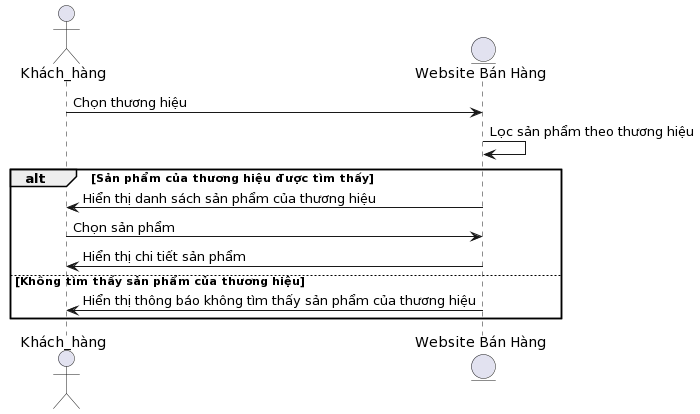 Khách_hàng
Website Bán Hàng
Chọn thương hiệu
Lọc sản phẩm theo thương hiệu
alt [Sản phẩm của thương hiệu được tìm thấy]
Hiển thị danh sách sản phẩm của thương hiệu
Chọn sản phẩm
Hiển thị chi tiết sản phẩm
[Không tìm thấy sản phẩm của thương hiệu]
Hiển thị thông báo không tìm thấy sản phẩm của thương hiệu
Khách_hàng
Website Bán Hàng